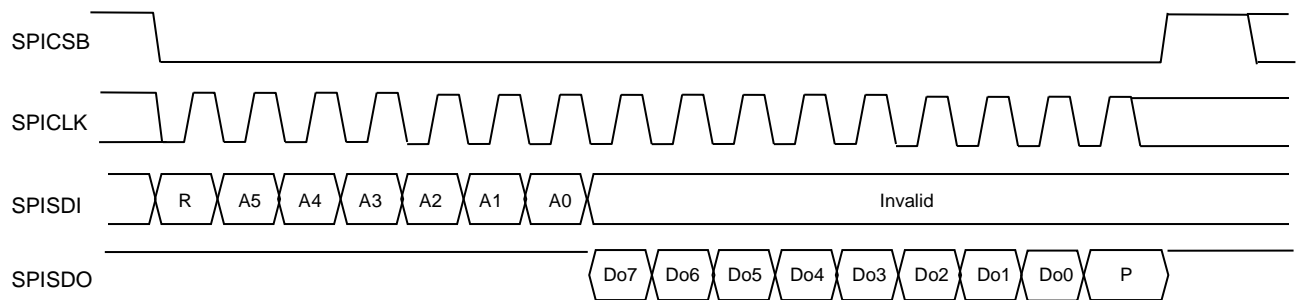 SPICSB
SPICLK
SPISDI R A5 A4 A3 A2 A1 A0 Invalid
SPISDO Do7 Do6 Do5 Do4 Do3 Do2 Do1 Do0 P